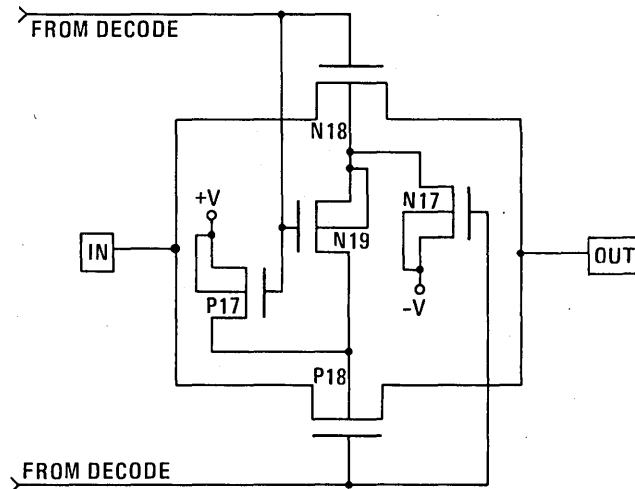 FROM DECODE
N18
+V
N17
IN
N19
OUT
P17
-V
P18
FROM DECODE